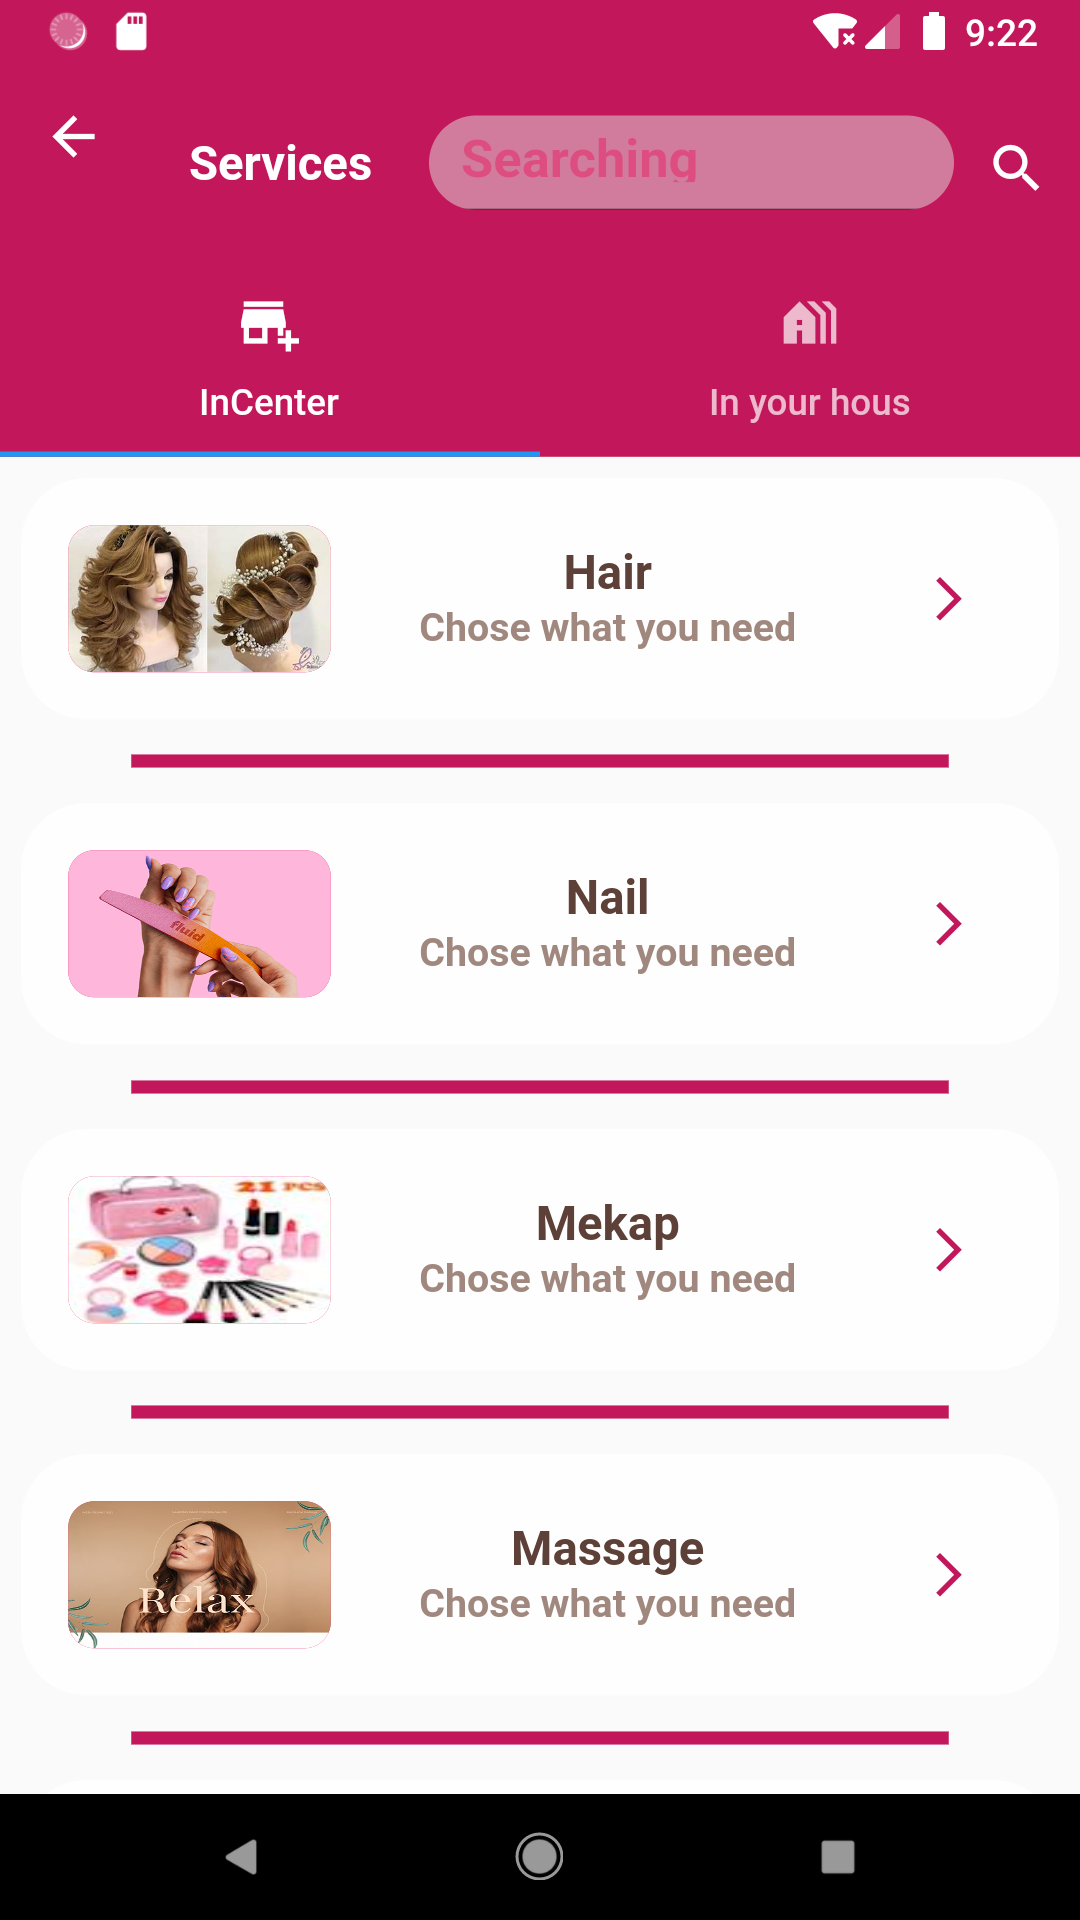 9:22
Services
Searching
InCenter
In your hous
Hair
Chose what you need
fluid
Nail
Chose what you need
21 PCS
Mekap
Chose what you need
Relax
Massage
Chose what you need